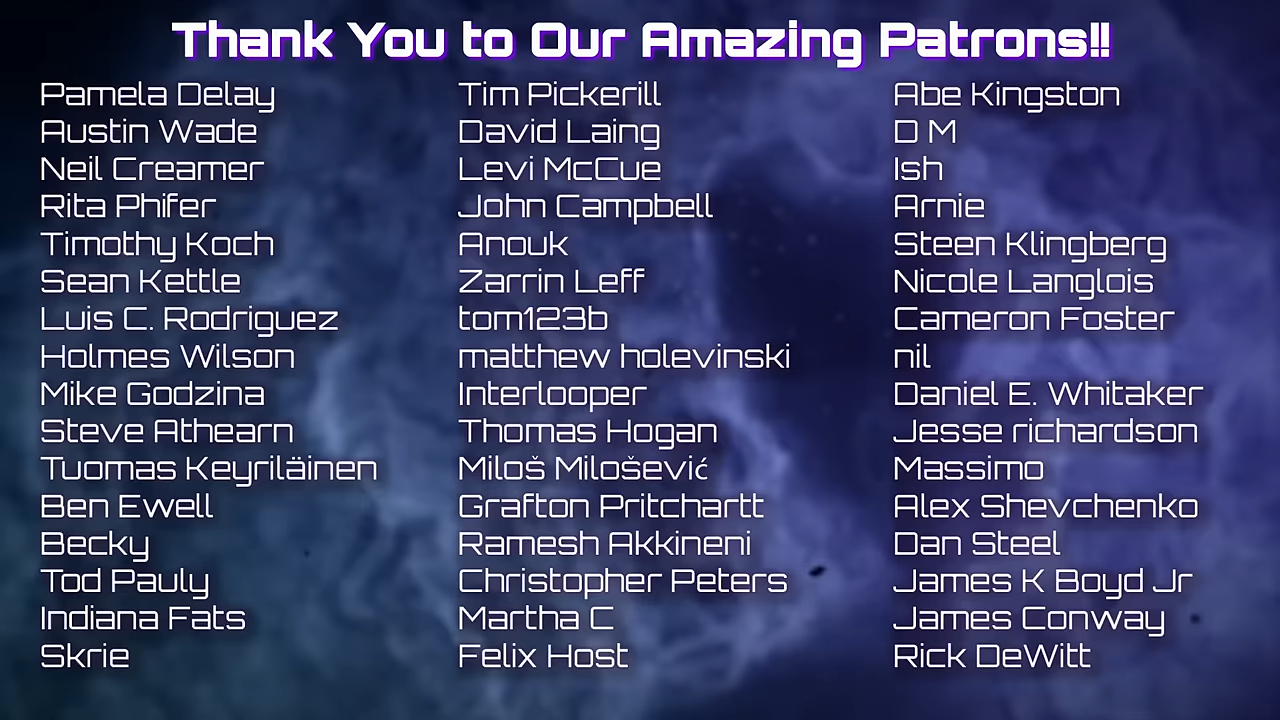 Thank You to Our Amazing Patrons!!
Pamela Delay
Austin Wade
Neil Creamer
Rita Phifer
Timothy Koch
Sean Kettle
Luis C. Rodriguez
Holmes Wilson
Mike Godzina
Steve Athearn
Tuomas Keyriläinen
Ben Ewell
Becky
Tod Pauly
Indiana Fats
Skrie
Tim Pickerill
David Laing
Levi McCue
John Campbell
Anouk
Zarrin Leff
tom123b
matthew holevinski
Interlooper
Thomas Hogan
Miloš Milošević
Grafton Pritchartt
Ramesh Akkineni
Christopher Peters
Martha C
Felix Host
Abe Kingston
D M
Ish
Arnie
Steen Klingberg
Nicole Langlois
Cameron Foster
nil
Daniel E. Whitaker
Jesse richardson
Massimo
Alex Shevchenko
Dan Steel
James K Boyd Jr
James Conway
Rick DeWitt